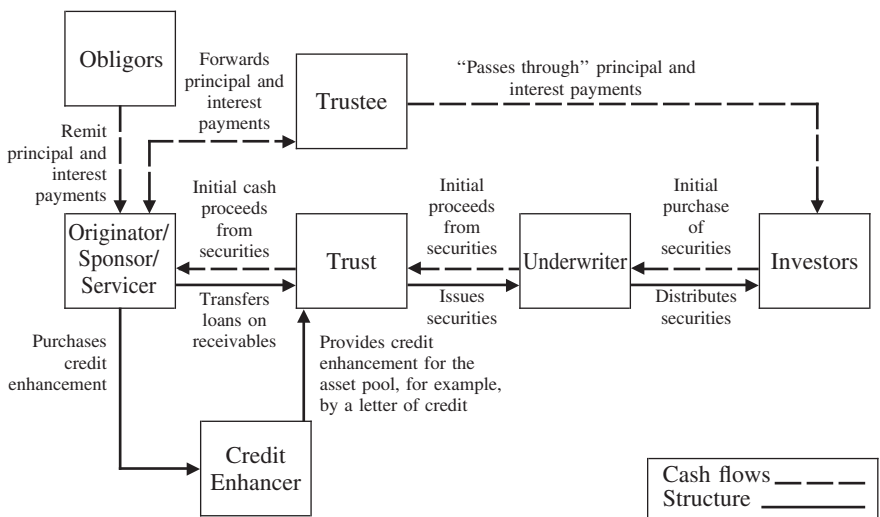 Obligors
Forwards
principal and
interest
payments
Trustee
“Passes through” principal and
interest payments
Remit
principal and
interest
payments
Originator/
Sponsor/
Servicer
Initial cash
proceeds
from
securities
Transfers
loans on
receivables
Trust
Initial
proceeds
from
securities
Issues
securities
Underwriter
Initial
purchase
of
securities
Distributes
securities
Investors
Purchases
credit
enhancement
Provides credit
enhancement for the
asset pool, for example,
by a letter of credit
Credit
Enhancer
Cash flows
Structure